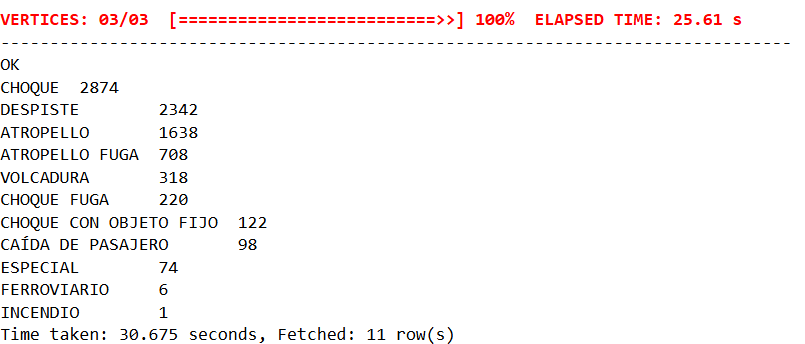 VERTICES: 03/03  [==========================>>] 100%  ELAPSED TIME: 25.61 s
--------------------------------------------------------------------------------
OK
CHOQUE  2874
DESPISTE        2342
ATROPELLO       1638
ATROPELLO FUGA  708
VOLCADURA       318
CHOQUE FUGA     220
CHOQUE CON OBJETO FIJO  122
CAÍDA DE PASAJERO       98
ESPECIAL        74
FERROVIARIO     6
INCENDIO        1
Time taken: 30.675 seconds, Fetched: 11 row(s)